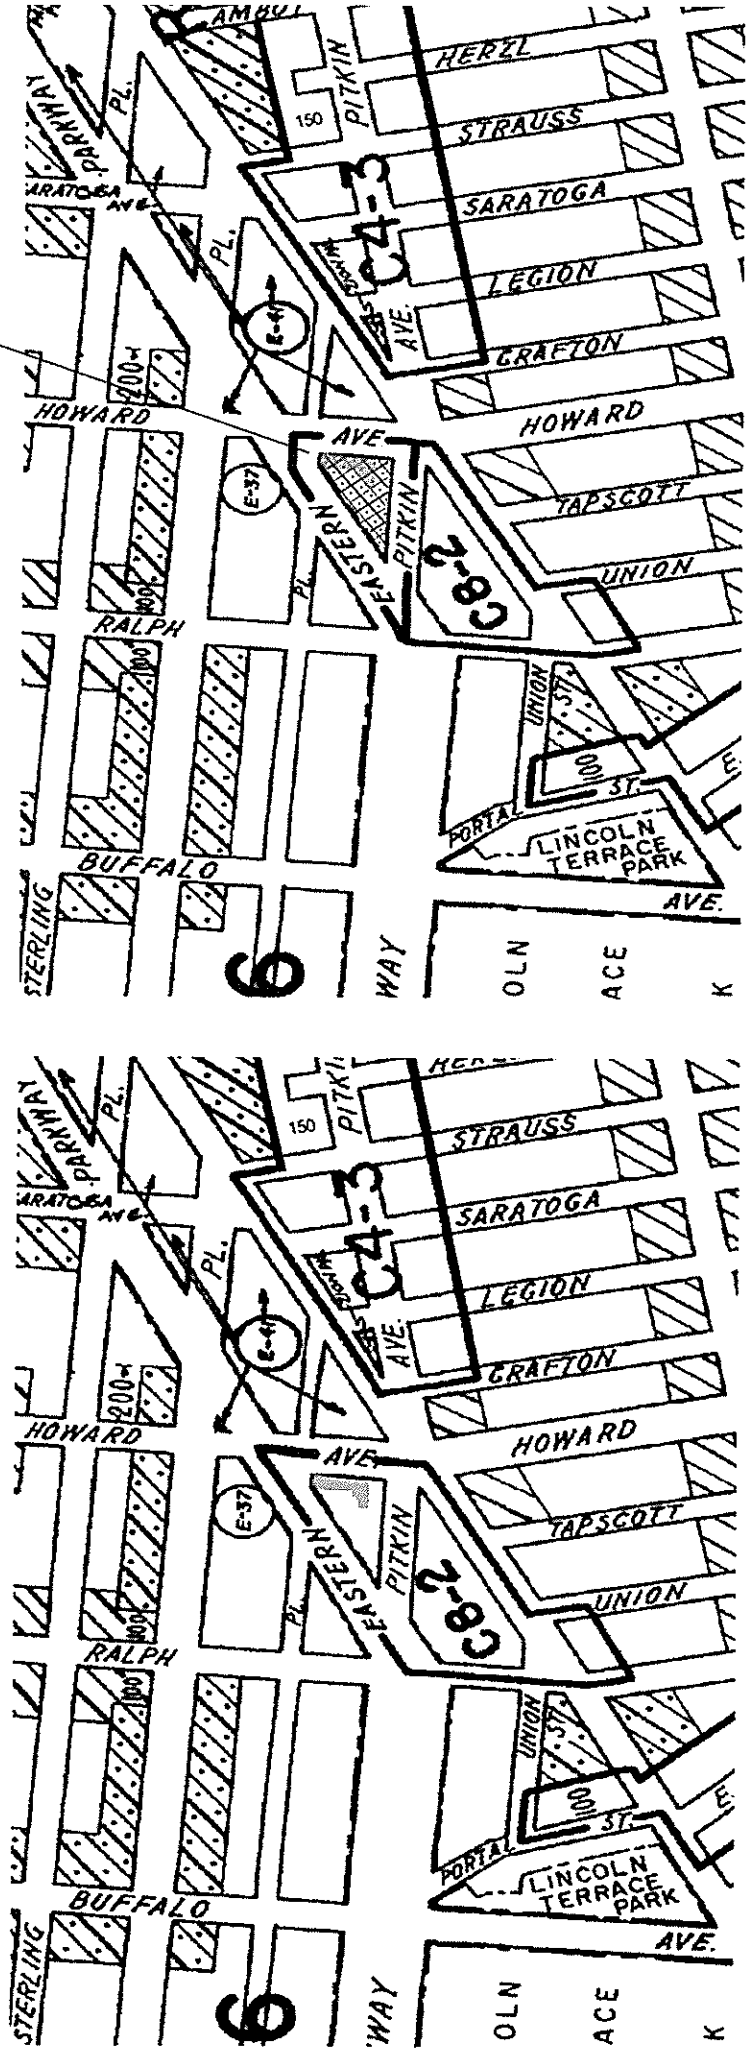 AMBOY
PITKIN
HERZL
PARKWAY
PL.
150
STRAUSS
C4-3
SARATOGA
AVE.
SARATOGA
PL.
LEGION
E-41
AVE.
GRAFTON
200
HOWARD
AVE.
HOWARD
E-37
TAPSCOTT
EASTERN
PITKIN
C8-2
UNION
PL.
100
RALPH
100
UNION
ST.
100
ST.
E.
PORTAL
LINCOLN
TERRACE
PARK
BUFFALO
AVE.
STERLING
6
WAY
OLN
ACE
K
PARKWAY
PL.
150
PITKIN
STRAUSS
C4-3
ARATOGA
AVE.
SARATOGA
PL.
LEGION
E-41
AVE.
GRAFTON
200
HOWARD
AVE.
HOWARD
E-37
TAPSCOTT
EASTERN
PITKIN
C8-2
UNION
PL.
100
RALPH
100
UNION
ST.
100
ST.
E.
PORTAL
LINCOLN
TERRACE
PARK
BUFFALO
AVE.
STERLING
6
WAY
OLN
ACE
K